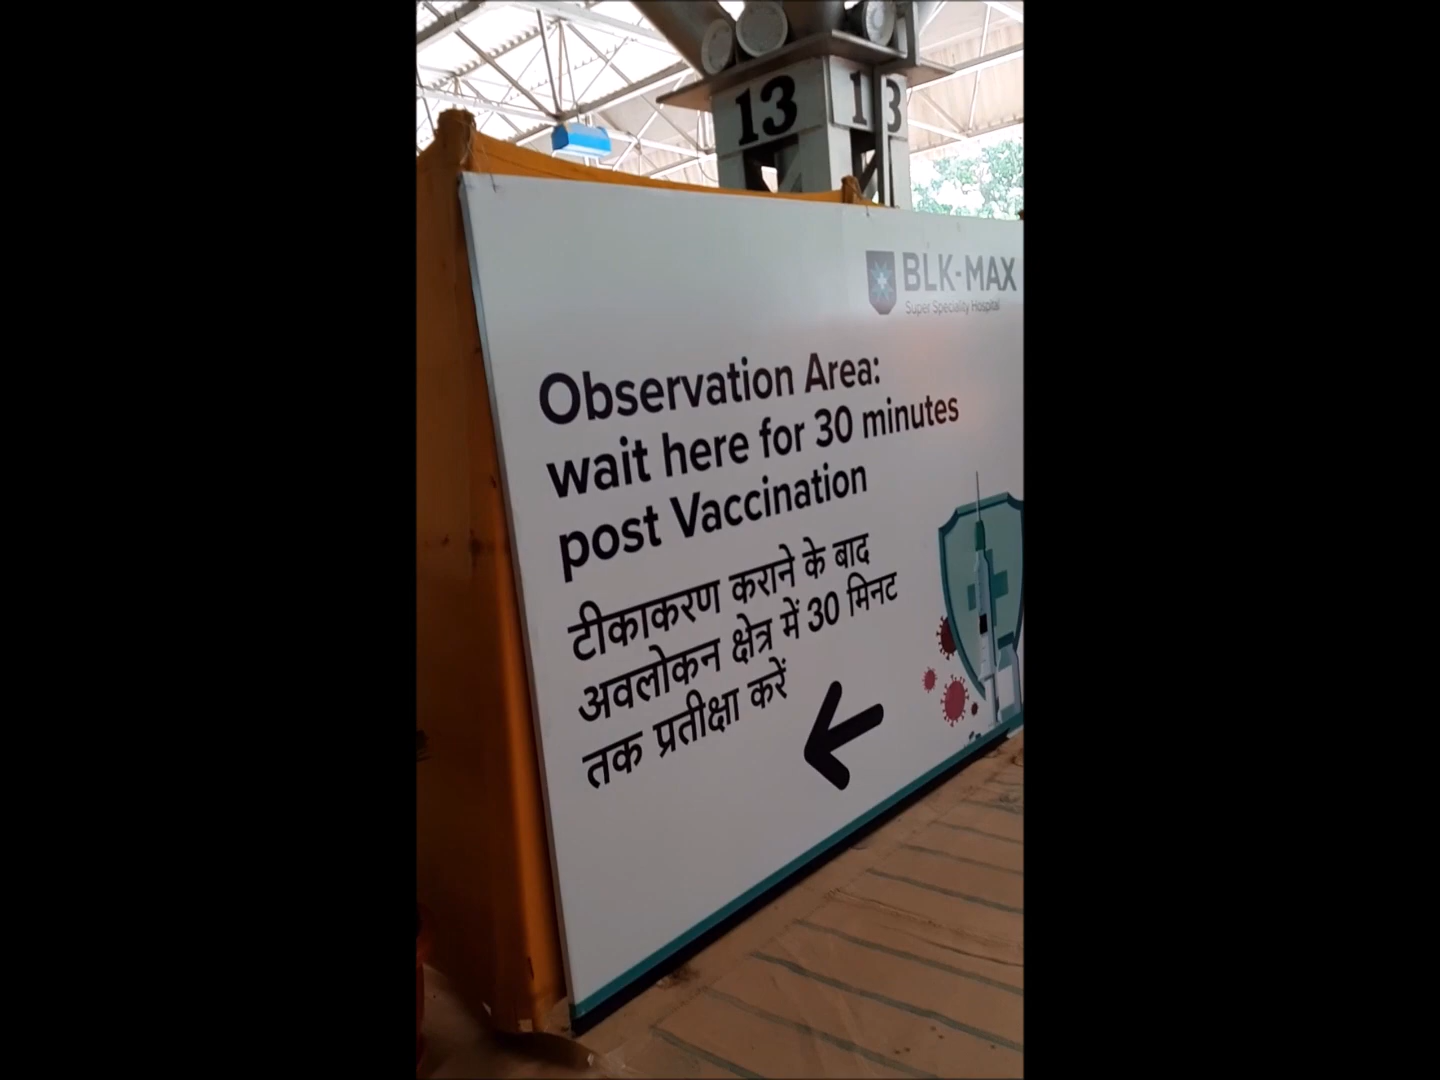 13
13
BLK-MAX
Super Speciality Hospital
Observation Area:
wait here for 30 minutes
post Vaccination
टीकाकरण कराने के बाद
अवलोकन क्षेत्र में 30 मिनट
तक प्रतीक्षा करें